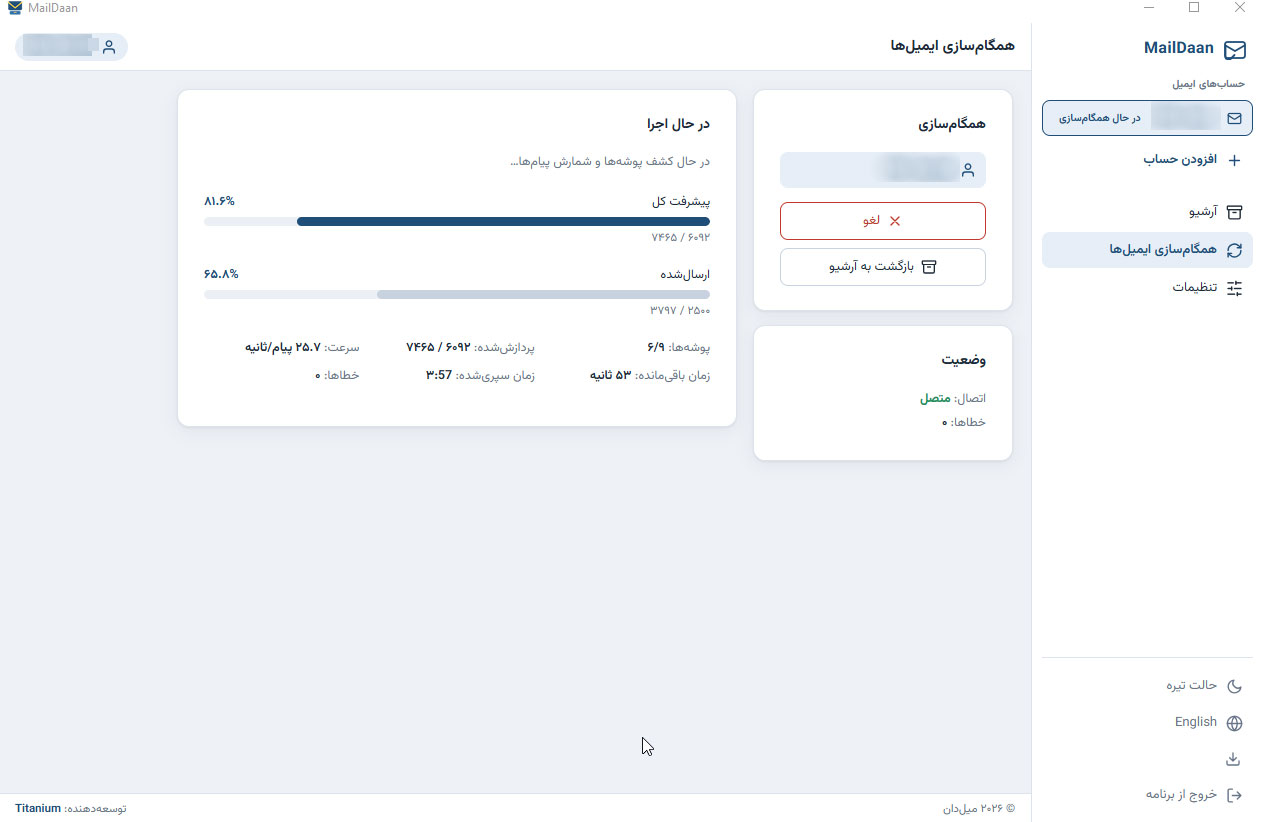 MailDaan
همگام‌سازی ایمیل‌ها
MailDaan
حساب‌های ایمیل
در حال همگام‌سازی
افزودن حساب
آرشیو
همگام‌سازی ایمیل‌ها
تنظیمات
حالت تیره
English
خروج از برنامه
همگام‌سازی
لغو
بازگشت به آرشیو
وضعیت
اتصال: متصل
خطاها: ۰
در حال اجرا
در حال کشف پوشه‌ها و شمارش پیام‌ها...
پیشرفت کل ۸۱.۶%
۶۰۹۲ / ۷۴۶۵
ارسال‌شده ۶۵.۸%
۲۵۰۰ / ۳۷۹۷
پوشه‌ها: ۶/۹ پردازش‌شده: ۶۰۹۲ / ۷۴۶۵ سرعت: ۲۵.۷ پیام/ثانیه
زمان باقی‌مانده: ۵۳ ثانیه زمان سپری‌شده: ۳:57 خطاها: ۰
© ۲۰۲۶ میل‌دان
توسعه‌دهنده: Titanium